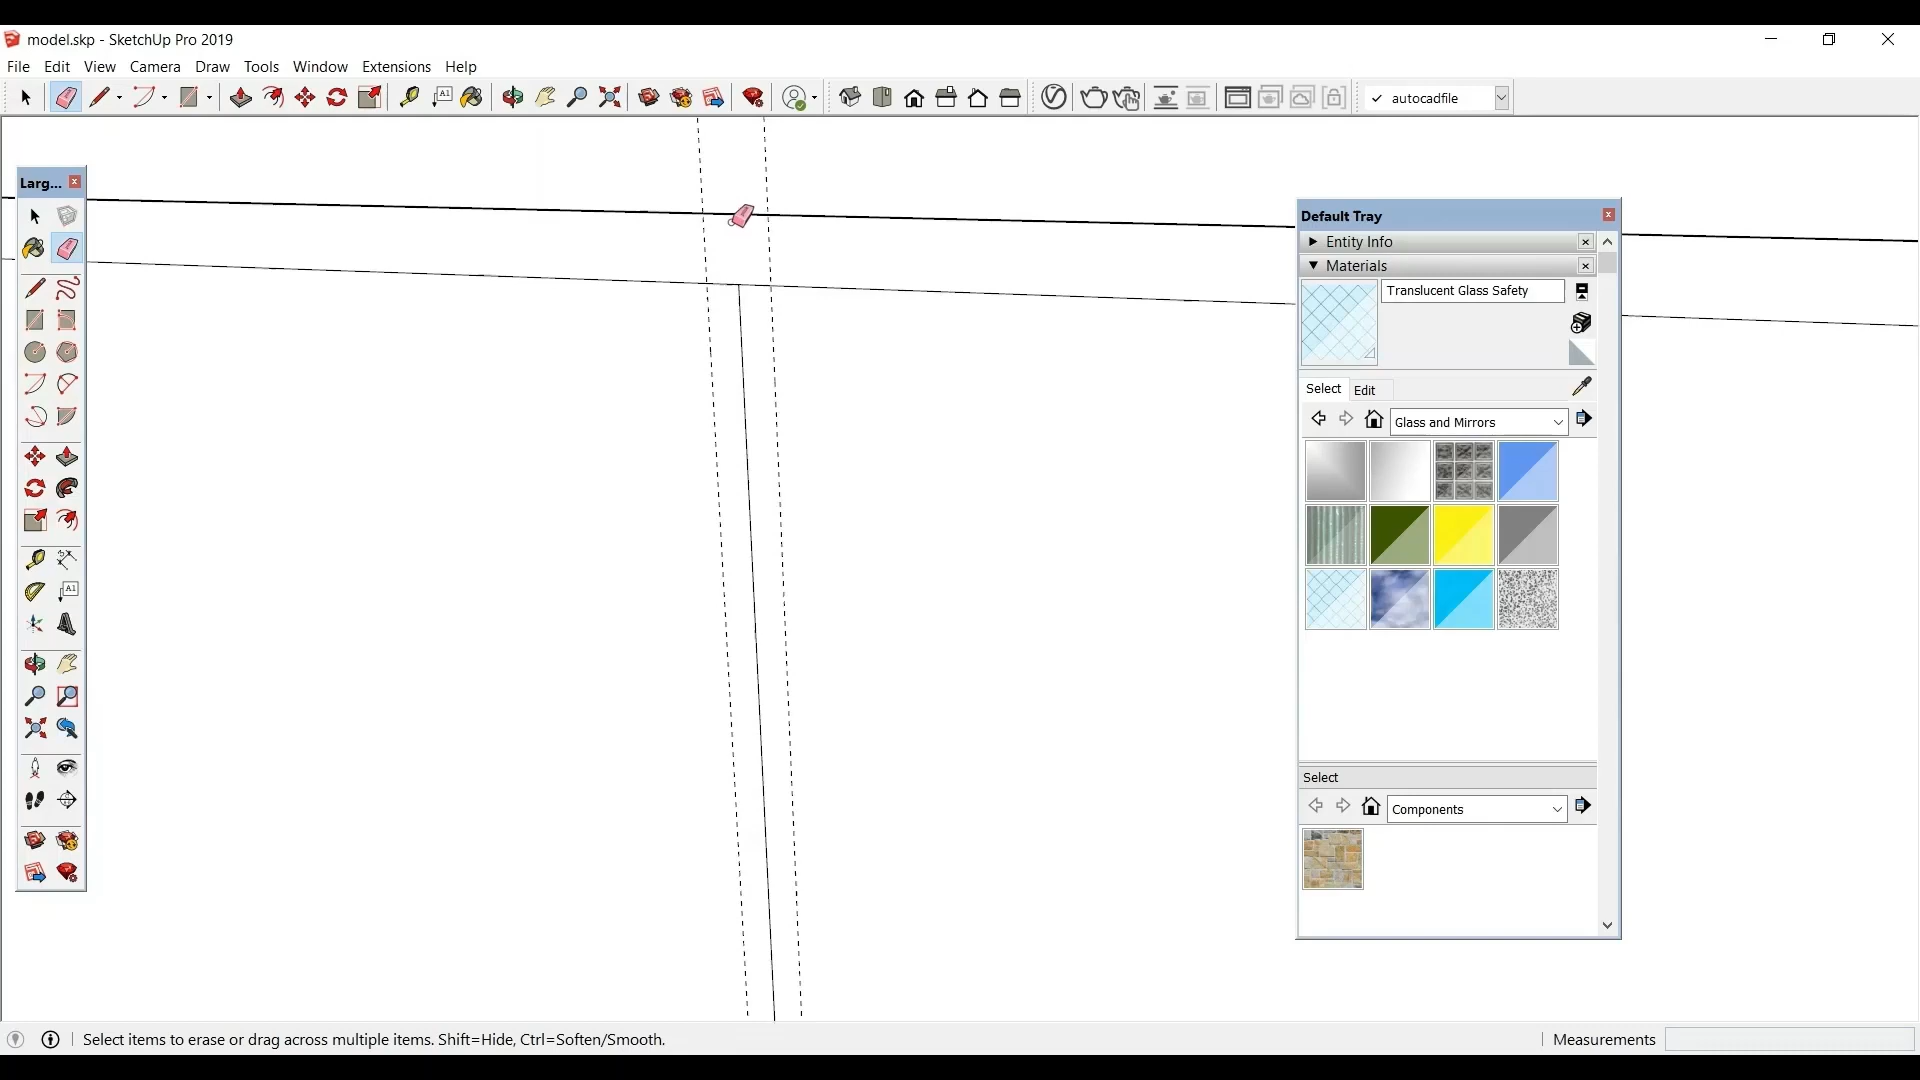 model.skp - SketchUp Pro 2019
File Edit View Camera Draw Tools Window Extensions Help
A1
autocadfile
Larg...
A1
Default Tray
Entity Info
Materials
Translucent Glass Safety
Select Edit
Glass and Mirrors
Select
Components
Select items to erase or drag across multiple items. Shift=Hide, Ctrl=Soften/Smooth.
Measurements